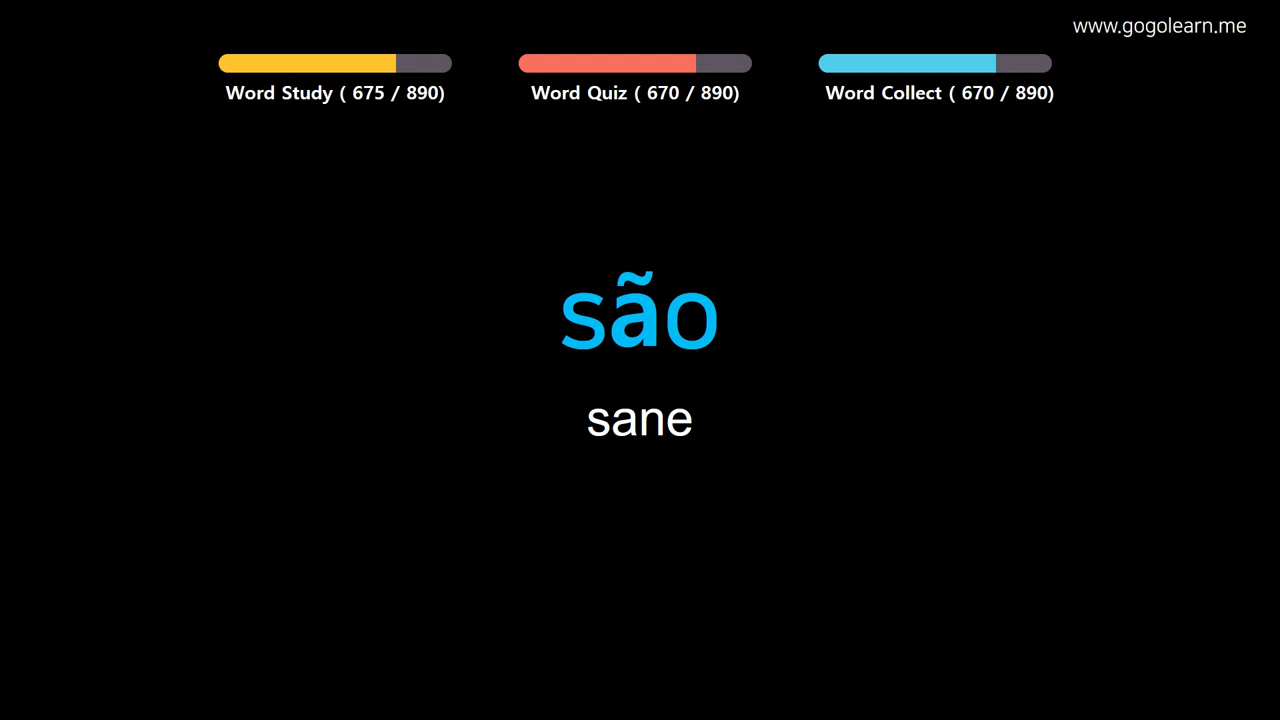 www.gogolearn.me
Word Study ( 675 / 890)
Word Quiz ( 670 / 890)
Word Collect ( 670 / 890)
são
sane